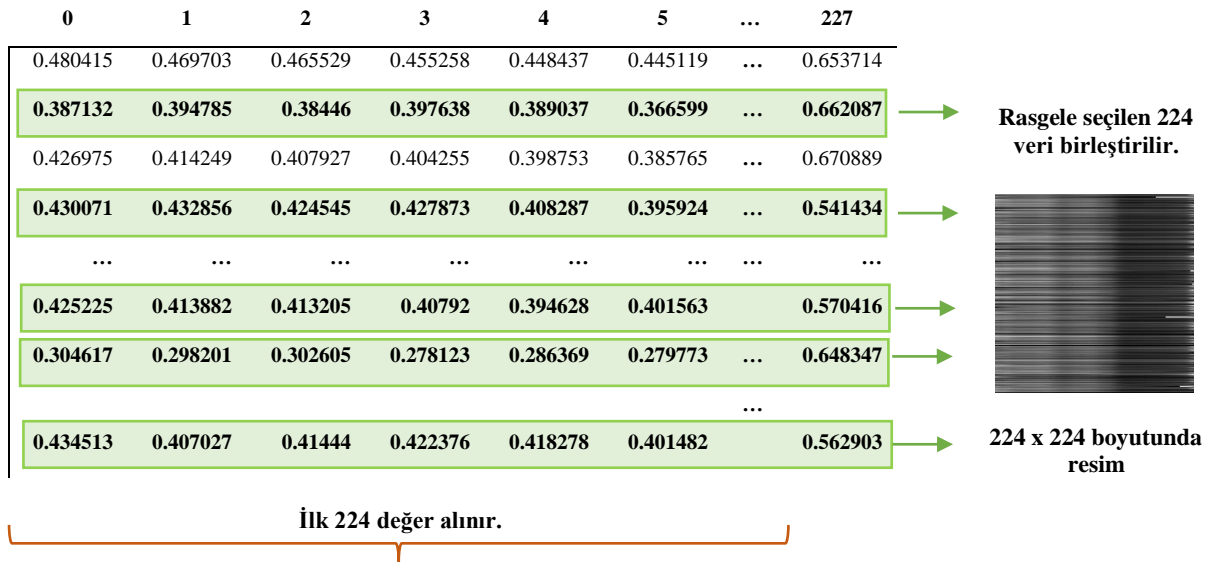 0 1 2 3 4 5 … 227
0.480415 0.469703 0.465529 0.455258 0.448437 0.445119 … 0.653714
0.387132 0.394785 0.38446 0.397638 0.389037 0.366599 … 0.662087
0.426975 0.414249 0.407927 0.404255 0.398753 0.385765 … 0.670889
0.430071 0.432856 0.424545 0.427873 0.408287 0.395924 … 0.541434
… … … … … … … …
0.425225 0.413882 0.413205 0.40792 0.394628 0.401563 0.570416
0.304617 0.298201 0.302605 0.278123 0.286369 0.279773 … 0.648347
…
0.434513 0.407027 0.41444 0.422376 0.418278 0.401482 0.562903
İlk 224 değer alınır.
Rasgele seçilen 224
veri birleştirilir.
224 x 224 boyutunda
resim